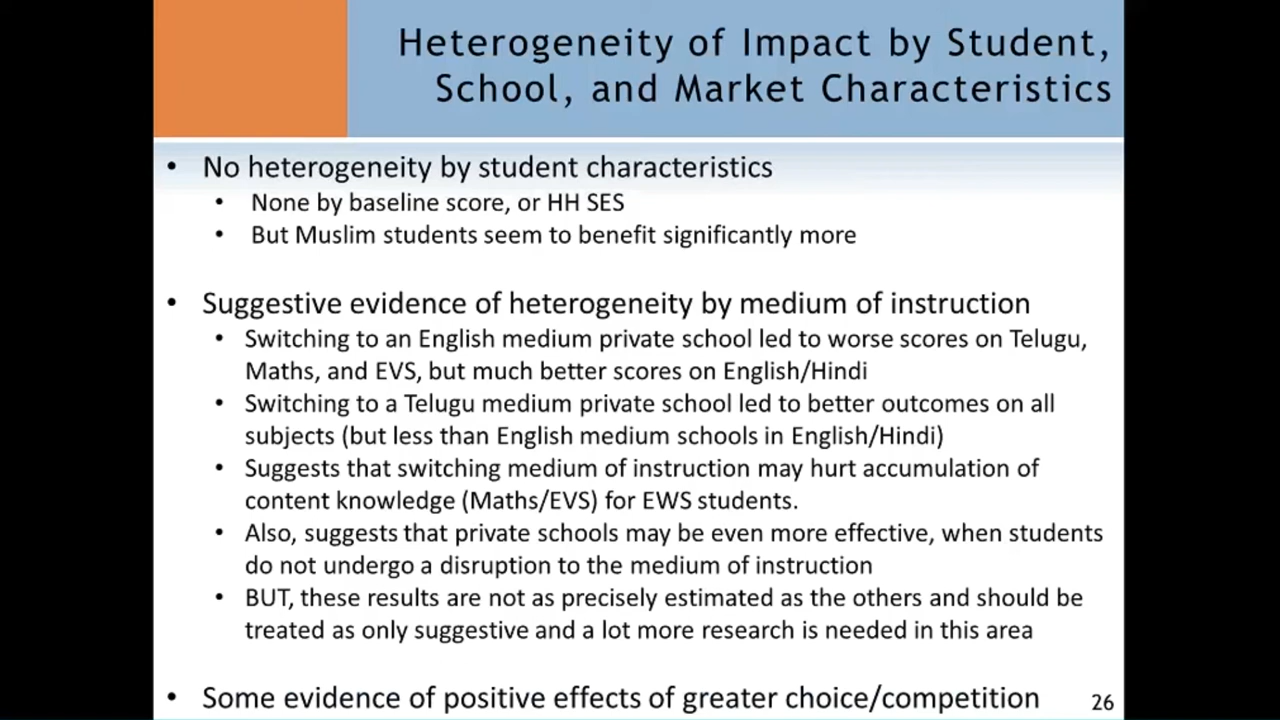 Heterogeneity of Impact by Student,
School, and Market Characteristics
• No heterogeneity by student characteristics
• None by baseline score, or HH SES
• But Muslim students seem to benefit significantly more
• Suggestive evidence of heterogeneity by medium of instruction
• Switching to an English medium private school led to worse scores on Telugu,
Maths, and EVS, but much better scores on English/Hindi
• Switching to a Telugu medium private school led to better outcomes on all
subjects (but less than English medium schools in English/Hindi)
• Suggests that switching medium of instruction may hurt accumulation of
content knowledge (Maths/EVS) for EWS students.
• Also, suggests that private schools may be even more effective, when students
do not undergo a disruption to the medium of instruction
• BUT, these results are not as precisely estimated as the others and should be
treated as only suggestive and a lot more research is needed in this area
• Some evidence of positive effects of greater choice/competition
26